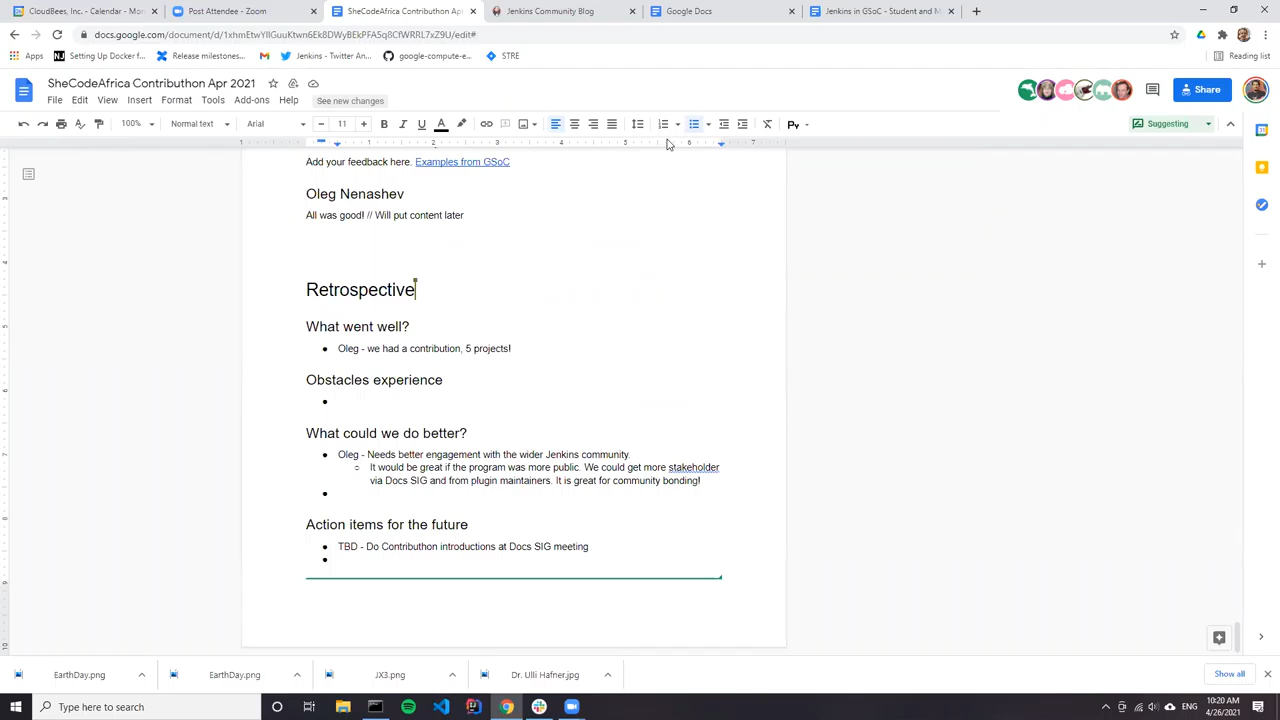 CloudBees, Inc. - Calendar - Mon
Post Attendee - Zoom
SheCodeAfrica Contributhon Apr
Jenkins Community Blog
Google Docs
Jenkins in GSoC - Student and M
docs.google.com/document/d/
Apps
Setting Up Docker f...
Release milestones...
Jenkins - Twitter An...
google-compute-e...
STRE
Reading list
SheCodeAfrica Contributhon Apr 2021
File Edit View Insert Format Tools Add-ons Help See new changes
Share
100% Normal text Arial 11 Suggesting
Add your feedback here. Examples from GSoC
Oleg Nenashev
All was good! // Will put content later
Retrospective
What went well?
Oleg - we had a contribution, 5 projects!
Obstacles experience
What could we do better?
Oleg - Needs better engagement with the wider Jenkins community.
It would be great if the program was more public. We could get more stakeholder
via Docs SIG and from plugin maintainers. It is great for community bonding!
Action items for the future
TBD - Do Contributhon introductions at Docs SIG meeting
EarthDay.png
EarthDay.png
JX3.png
Dr. Ulli Hafner.jpg
Show all
Type here to search
ENG
10:20 AM
4/26/2021